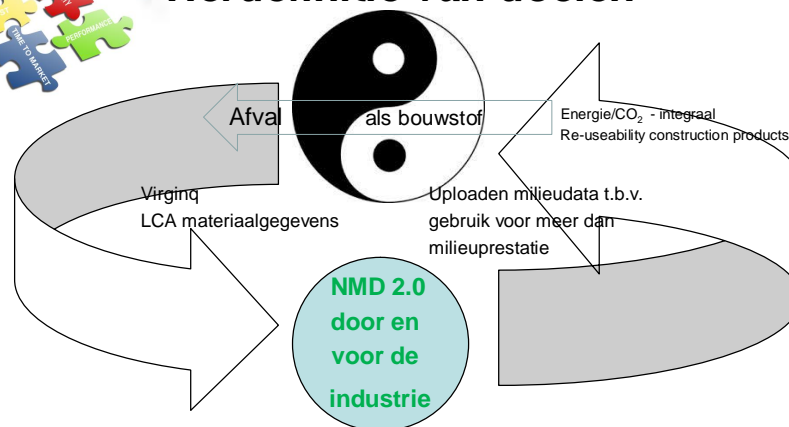 TIME TO MARKET
PERFORMANCE
Afval als bouwstof
Energie/CO2 - integraal
Re-useability construction products
Virginq
LCA materiaalgegevens
Uploaden milieudata t.b.v.
gebruik voor meer dan
milieuprestatie
NMD 2.0
door en
voor de
industrie